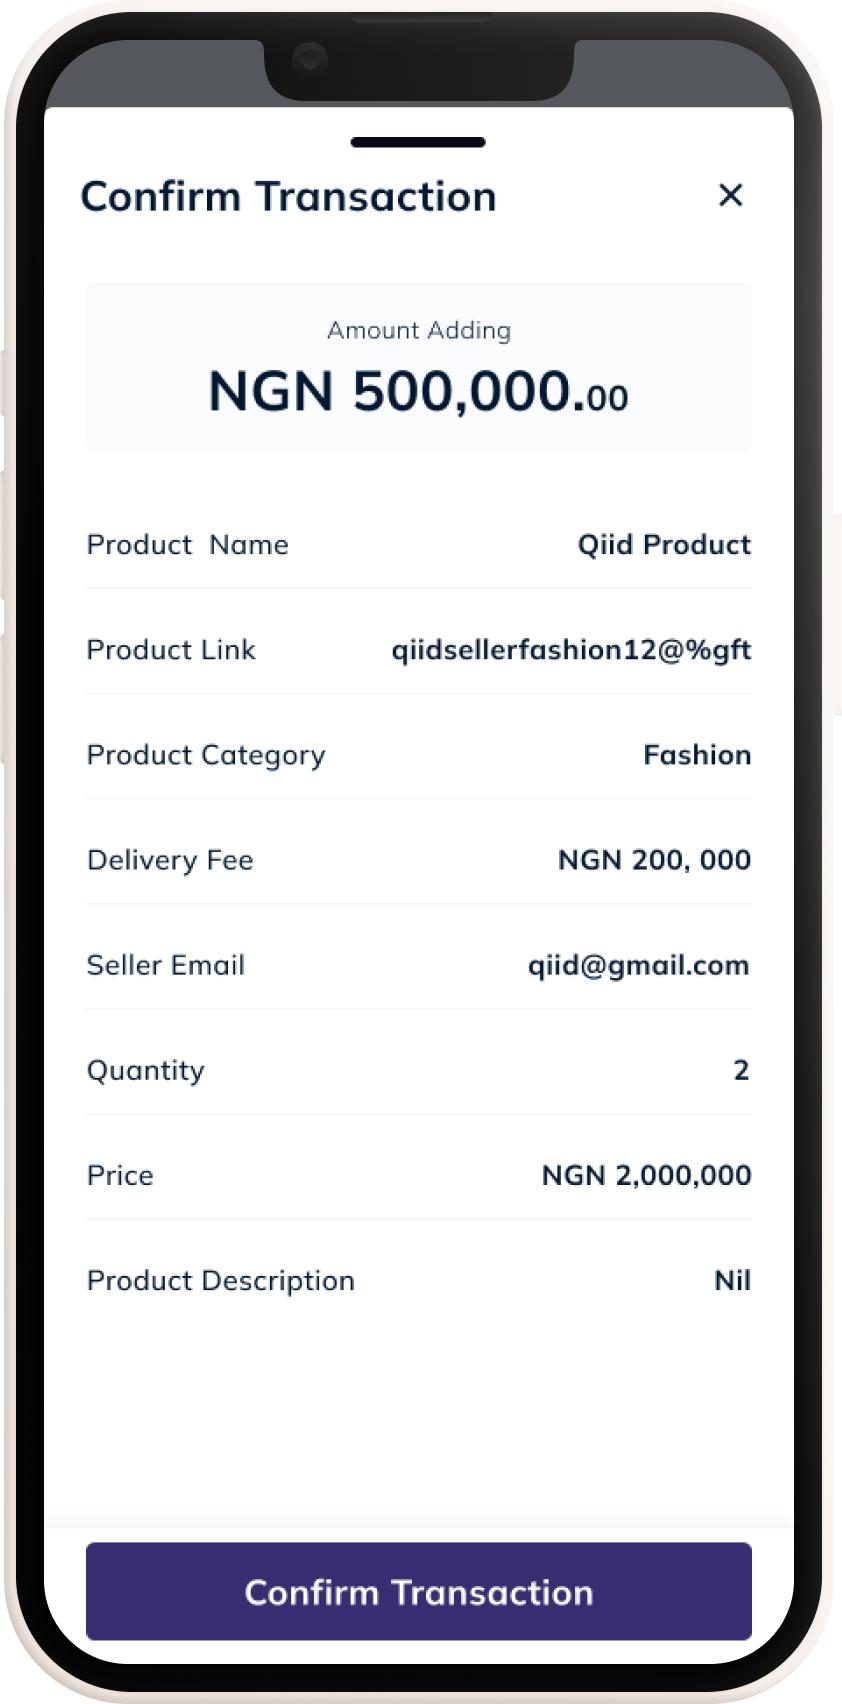 Confirm Transaction
Amount Adding
NGN 500,000.00
Product  Name Qiid Product
Product Link qiidsellerfashion12@%gft
Product Category Fashion
Delivery Fee NGN 200, 000
Seller Email qiid@gmail.com
Quantity 2
Price NGN 2,000,000
Product Description Nil
Confirm Transaction